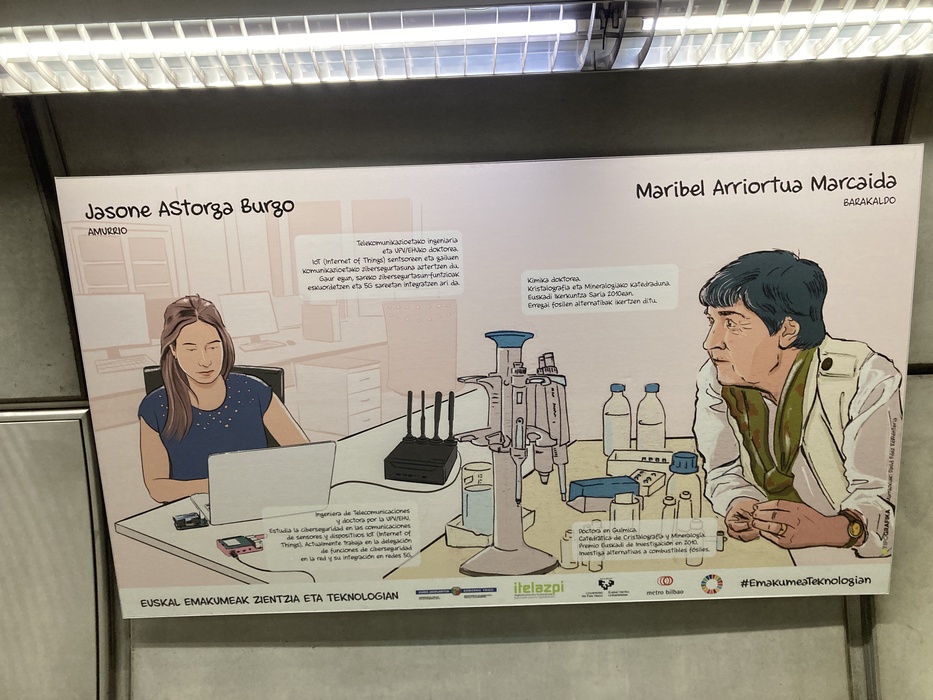 Jasone AStorga Burgo
AMURRIO
Maribel Arriortua Marcaida
BARAKALDO
Telekomunikazioetako ingeniaria
eta UPV/EHUko doktorea.
IoT (Internet of Things) sentsoreen eta gailuen
komunikazioetako zibersegurtasuna aztertzen du.
Gaur egun, sareko zibersegurtasun-funtzioak
eskuordetzen eta 5G sareetan integratzen ari da.
Kimika doktorea.
Kristalografia eta Mineralogiako katedraduna.
Euskadi Ikerkuntza Saria 2010ean.
Erregai fosilen alternatibak ikertzen ditu.
Ingeniera de Telecomunicaciones
y doctora por la UPV/EHU.
Estudia la ciberseguridad en las comunicaciones
de sensores y dispositivos IoT (Internet of
Things). Actualmente trabaja en la delegación
de funciones de ciberseguridad
en la red y su integración en redes 5G.
Doctora en Química.
Catedrática de Cristalografía y Mineralogía.
Premio Euskadi de Investigación en 2010.
Investiga alternativas a combustibles fósiles.
EUSKAL EMAKUMEAK ZIENTZIA ETA TEKNOLOGIAN
itelazpi
metro bilbao
#EmakumeaTeknologian